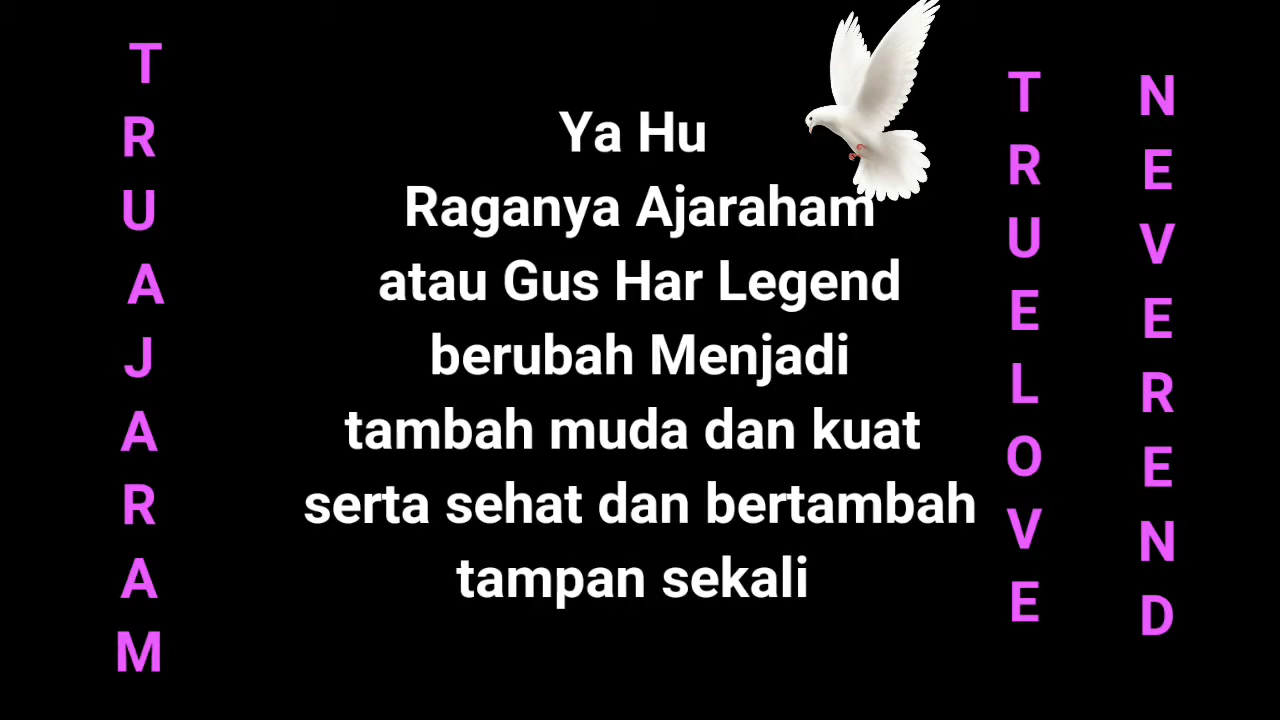 TRUAJARAM
Ya Hu
Raganya Ajaraham
atau Gus Har Legend
berubah Menjadi
tambah muda dan kuat
serta sehat dan bertambah
tampan sekali
TRUELOVE
NEVEREND